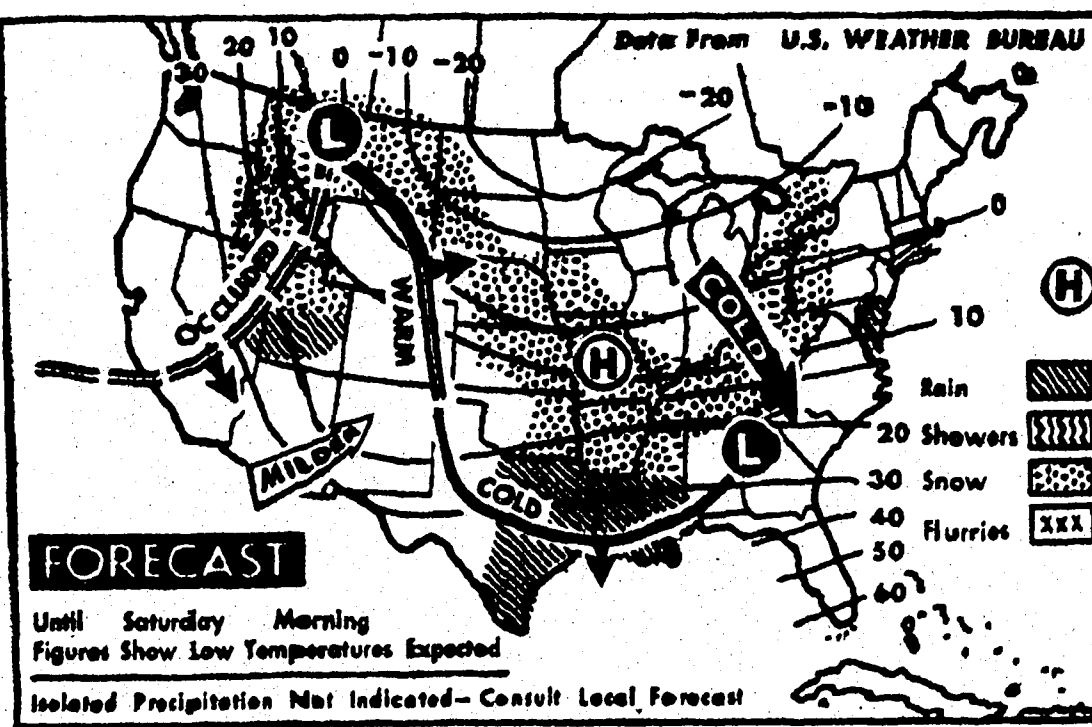 Data From U.S. WEATHER BUREAU
30 20 10 0 -10 -20
-20
-10
L
0
H
OCCLUDED
WARM
COLD
10
H
Rain
20 Showers
L
MILDER
30 Snow
COLD
40
Flurries
XXX
50
60
FORECAST
Until Saturday Morning
Figures Show Low Temperatures Expected
Isolated Precipitation Not Indicated— Consult Local Forecast